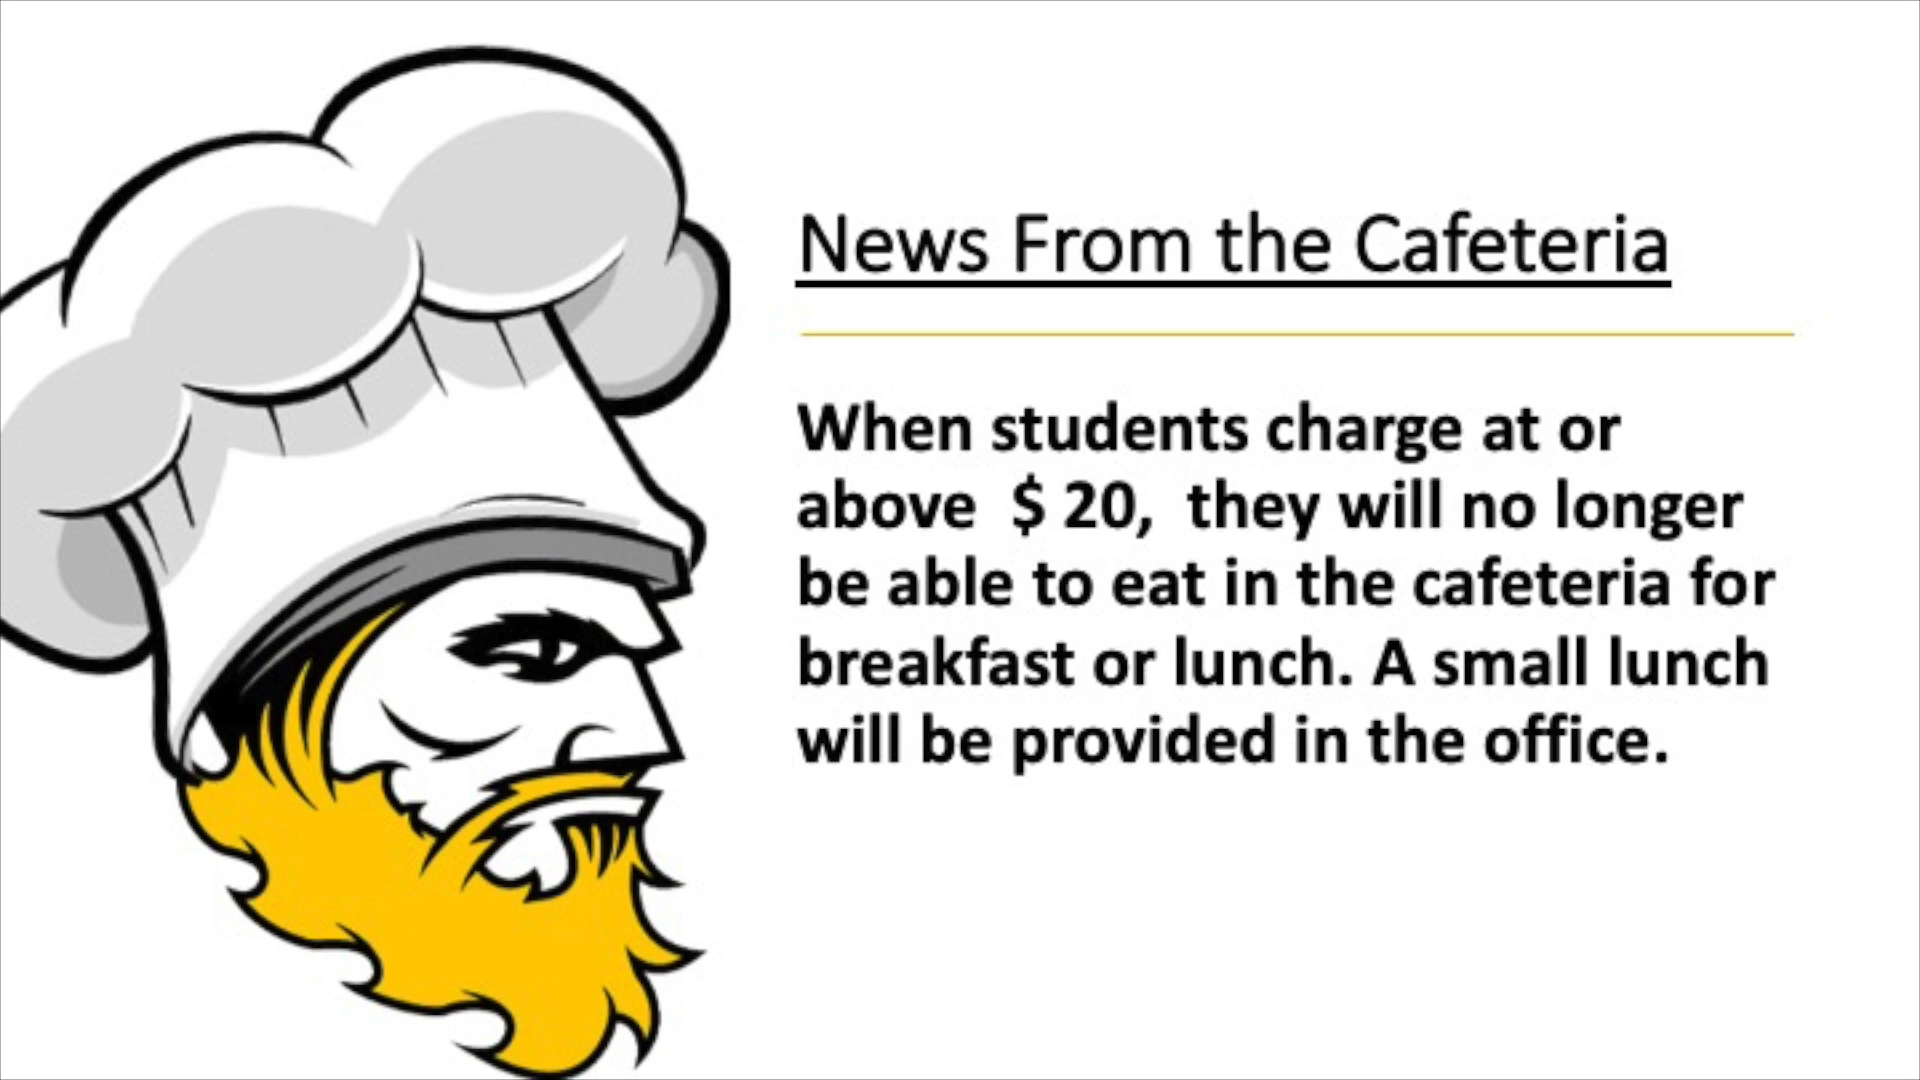 News From the Cafeteria
When students charge at or
above  $ 20,  they will no longer
be able to eat in the cafeteria for
breakfast or lunch. A small lunch
will be provided in the office.